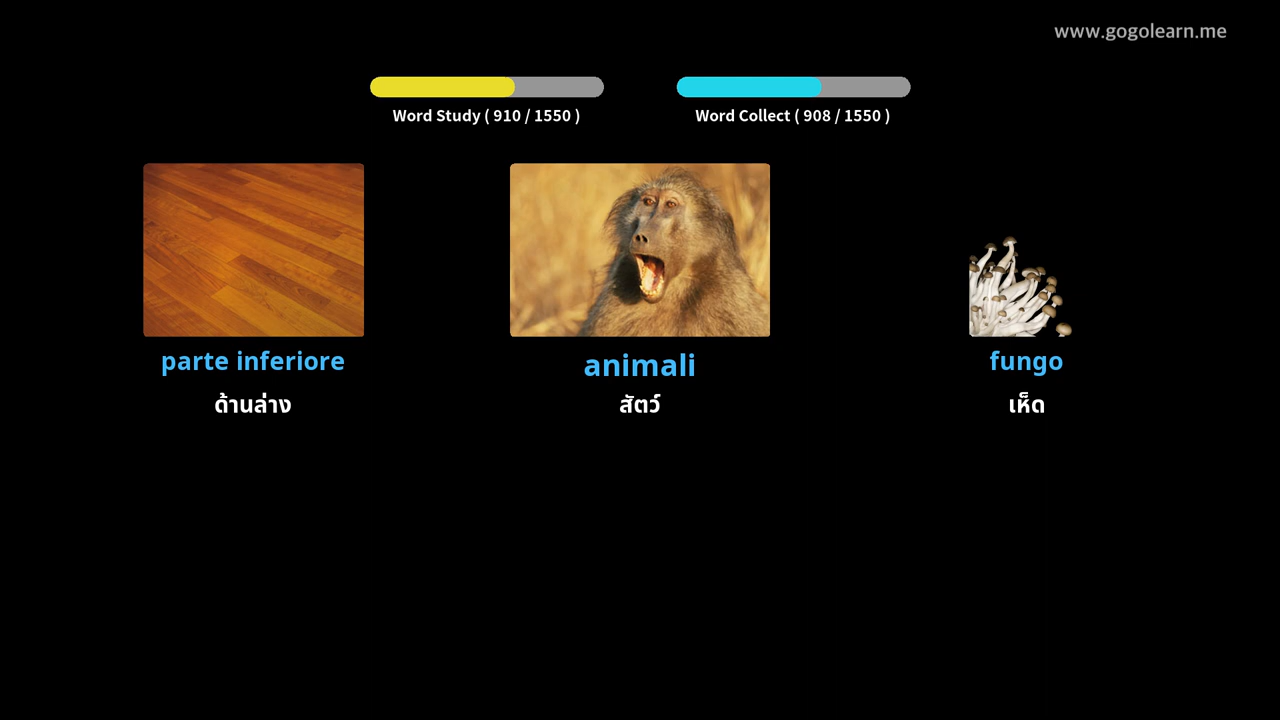 www.gogolearn.me
Word Study ( 910 / 1550 )
Word Collect ( 908 / 1550 )
parte inferiore
animali
fungo
ด้านล่าง
สัตว์
เห็ด